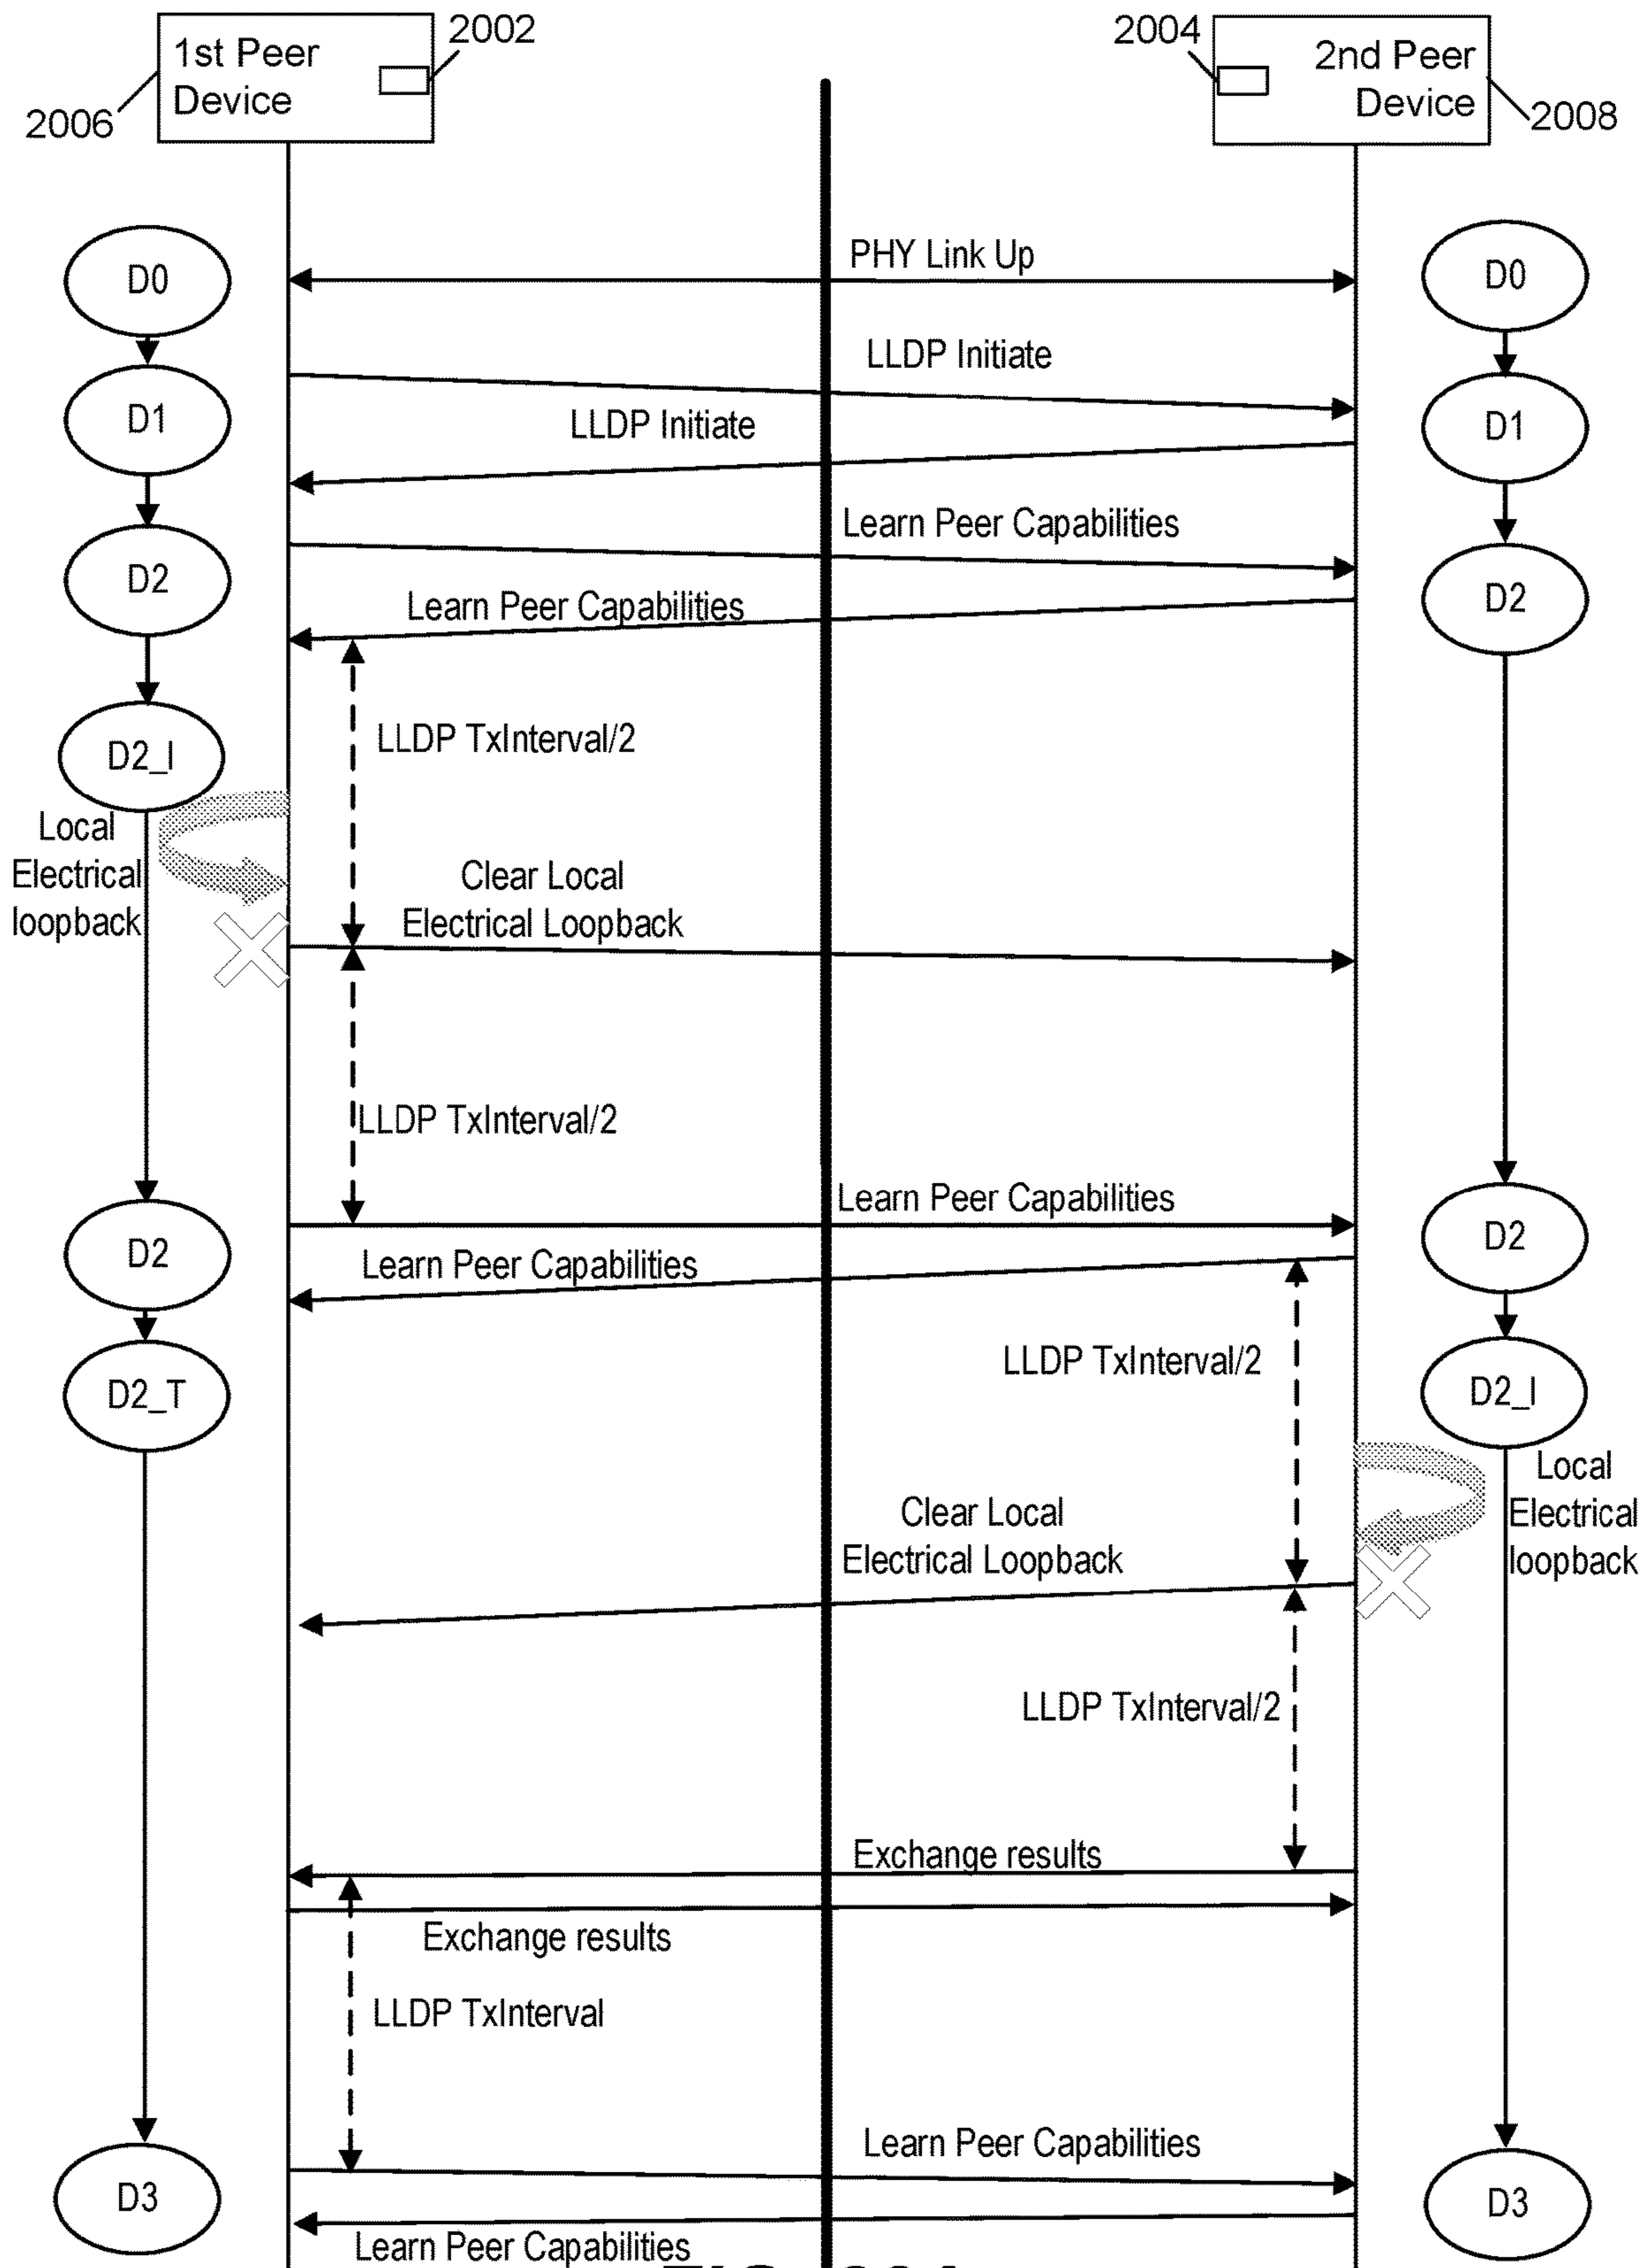 1st Peer
Device
2002
2006
2004
2nd Peer
Device
2008
PHY Link Up
D0
D0
LLDP Initiate
D1
LLDP Initiate
D1
Learn Peer Capabilities
D2
Learn Peer Capabilities
D2
LLDP TxInterval/2
D2_I
Local
Electrical
loopback
Clear Local
Electrical Loopback
LLDP TxInterval/2
Learn Peer Capabilities
D2
Learn Peer Capabilities
D2
LLDP TxInterval/2
D2_T
D2_I
Local
Electrical
loopback
Clear Local
Electrical Loopback
LLDP TxInterval/2
Exchange results
Exchange results
LLDP TxInterval
Learn Peer Capabilities
D3
D3
Learn Peer Capabilities